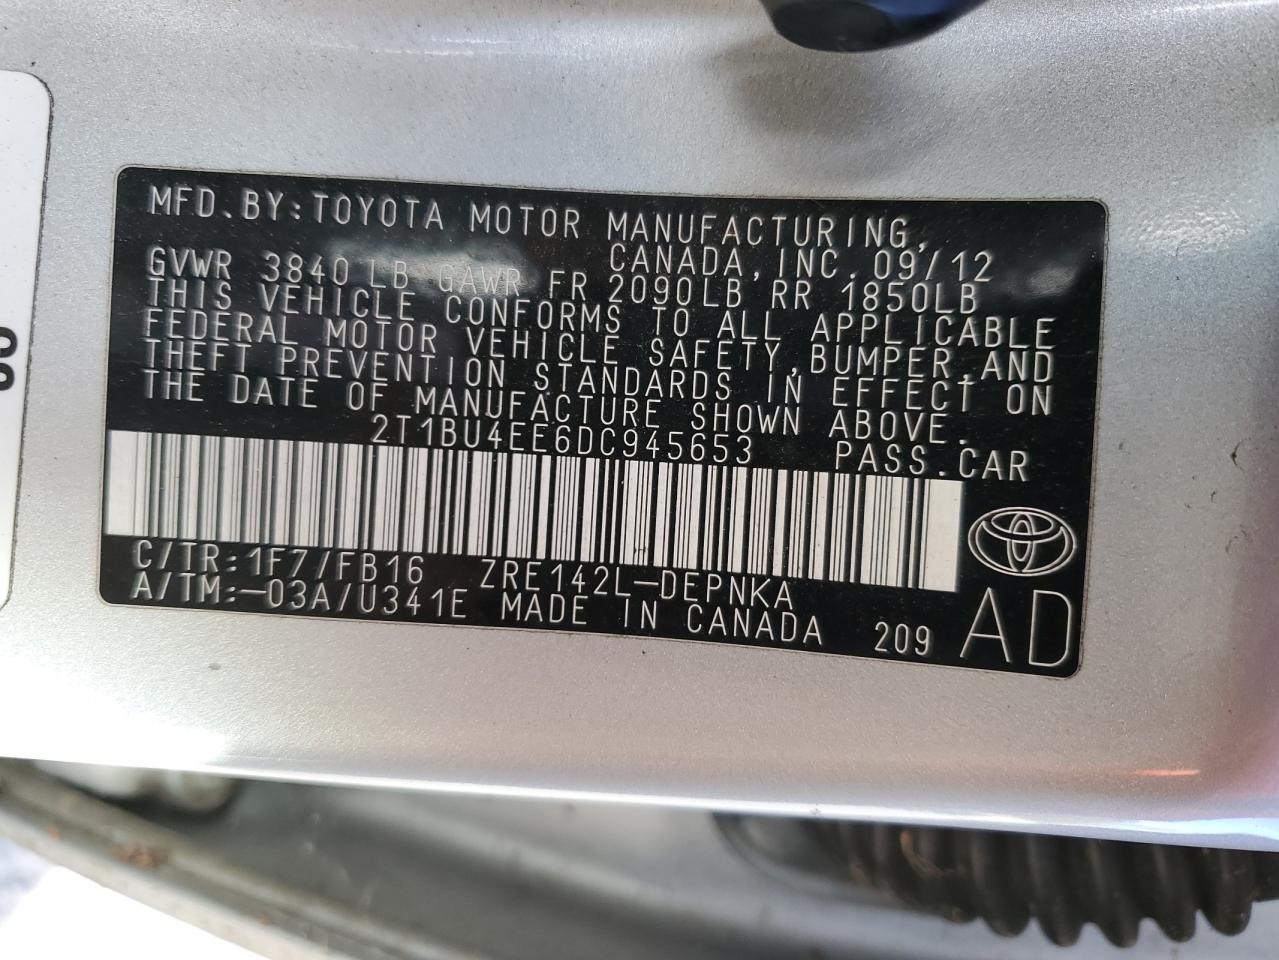 MFD.BY:TOYOTA MOTOR MANUFACTURING,
CANADA,INC.09/12
GVWR 3840 LB GAWR FR 2090LB RR 1850LB
THIS VEHICLE CONFORMS TO ALL APPLICABLE
FEDERAL MOTOR VEHICLE SAFETY,BUMPER,AND
THEFT PREVENTION STANDARDS IN EFFECT ON
THE DATE OF MANUFACTURE SHOWN ABOVE.
2T1BU4EE6DC945653 PASS.CAR
C/TR:1F7/FB16 ZRE142L-DEPNKA
A/TM:-03A/U341E MADE IN CANADA 209 AD